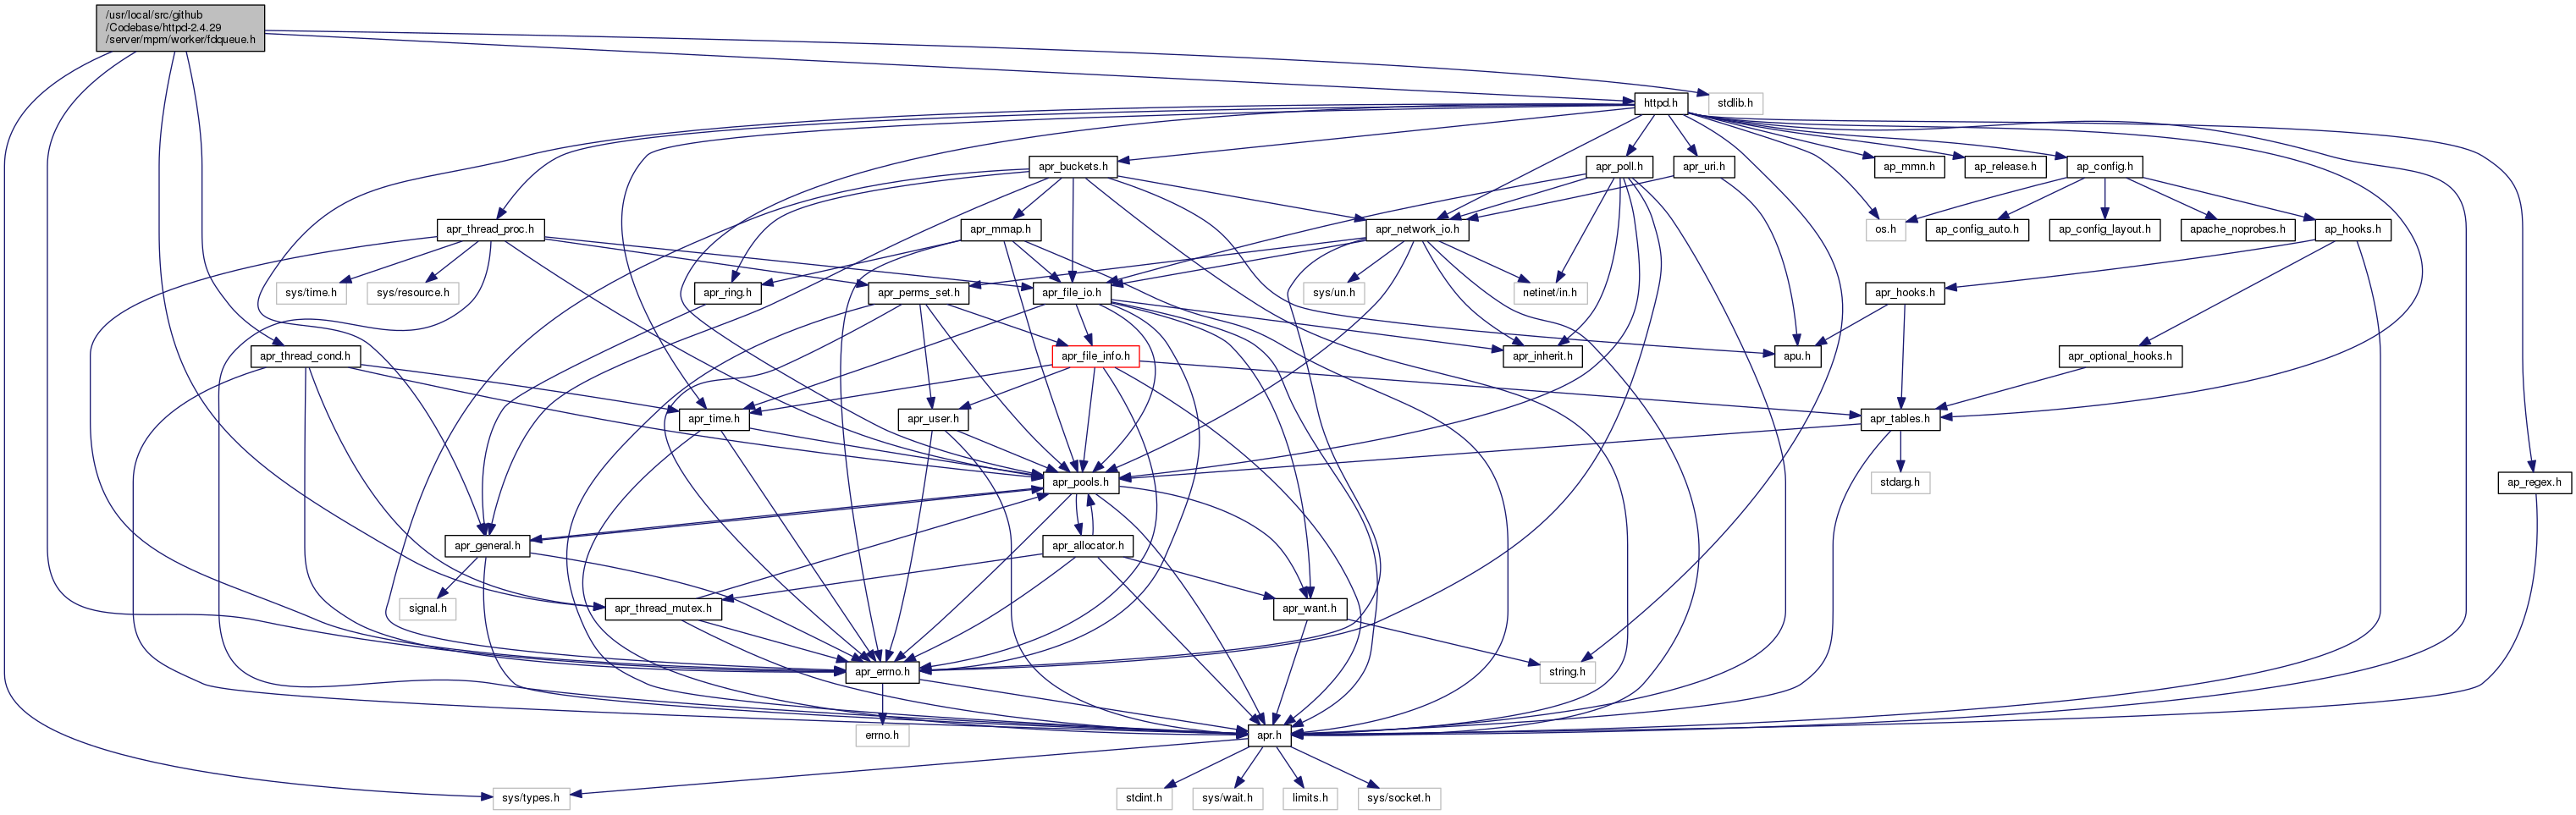 /usr/local/src/github
/Codebase/httpd-2.4.29
/server/mpm/worker/fdqueue.h
httpd.h
stdlib.h
apr_buckets.h
apr_poll.h
apr_uri.h
ap_mmn.h
ap_release.h
ap_config.h
apr_thread_proc.h
apr_mmap.h
apr_network_io.h
os.h
ap_config_auto.h
ap_config_layout.h
apache_noprobes.h
ap_hooks.h
sys/time.h
sys/resource.h
apr_ring.h
apr_perms_set.h
apr_file_io.h
sys/un.h
netinet/in.h
apr_hooks.h
apr_thread_cond.h
apr_file_info.h
apr_inherit.h
apu.h
apr_optional_hooks.h
apr_time.h
apr_user.h
apr_tables.h
apr_pools.h
stdarg.h
ap_regex.h
apr_general.h
apr_allocator.h
signal.h
apr_thread_mutex.h
apr_want.h
apr_errno.h
string.h
errno.h
apr.h
sys/types.h
stdint.h
sys/wait.h
limits.h
sys/socket.h